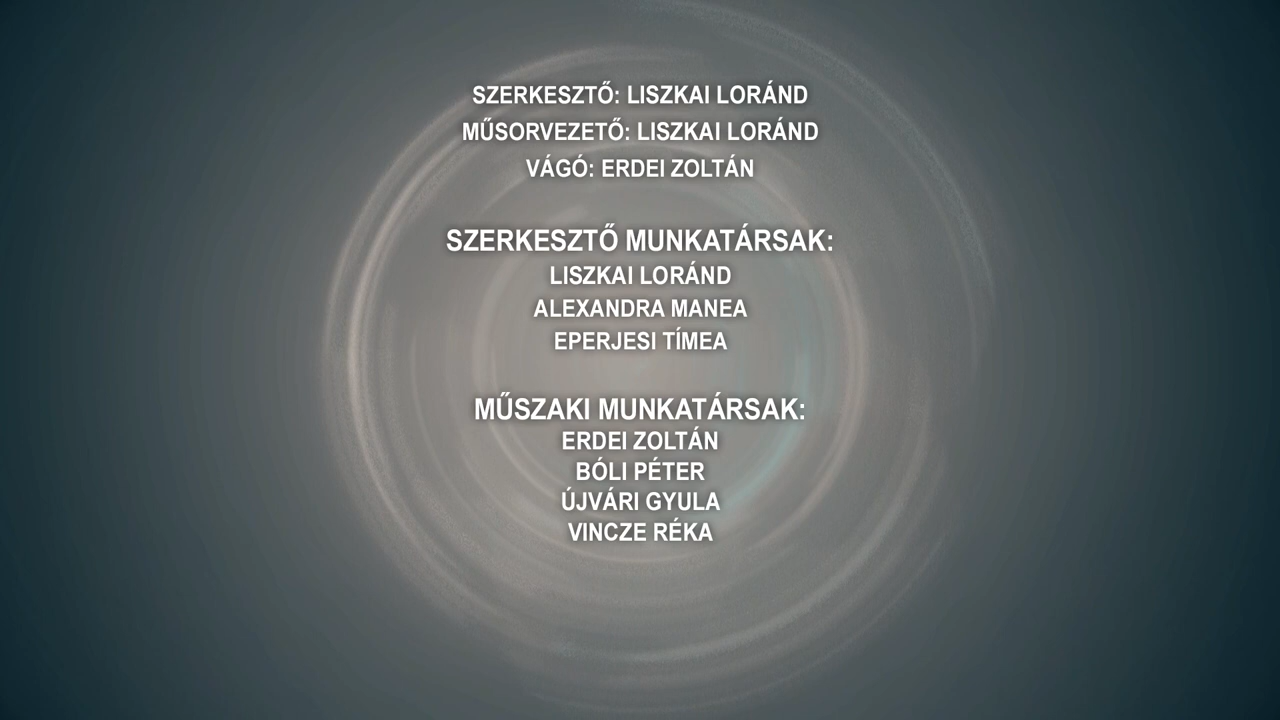 SZERKESZTŐ: LISZKAI LORÁND
MŰSORVEZETŐ: LISZKAI LORÁND
VÁGÓ: ERDEI ZOLTÁN
SZERKESZTŐ MUNKATÁRSAK:
LISZKAI LORÁND
ALEXANDRA MANEA
EPERJESI TÍMEA
MŰSZAKI MUNKATÁRSAK:
ERDEI ZOLTÁN
BÓLI PÉTER
ÚJVÁRI GYULA
VINCZE RÉKA